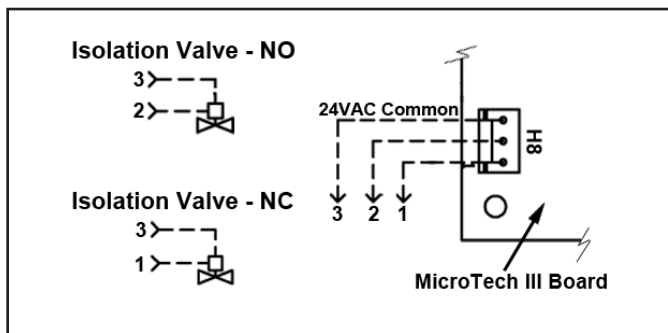 Isolation Valve - NO
3
2
Isolation Valve - NC
3
1
24VAC Common
H8
3 2 1
MicroTech III Board